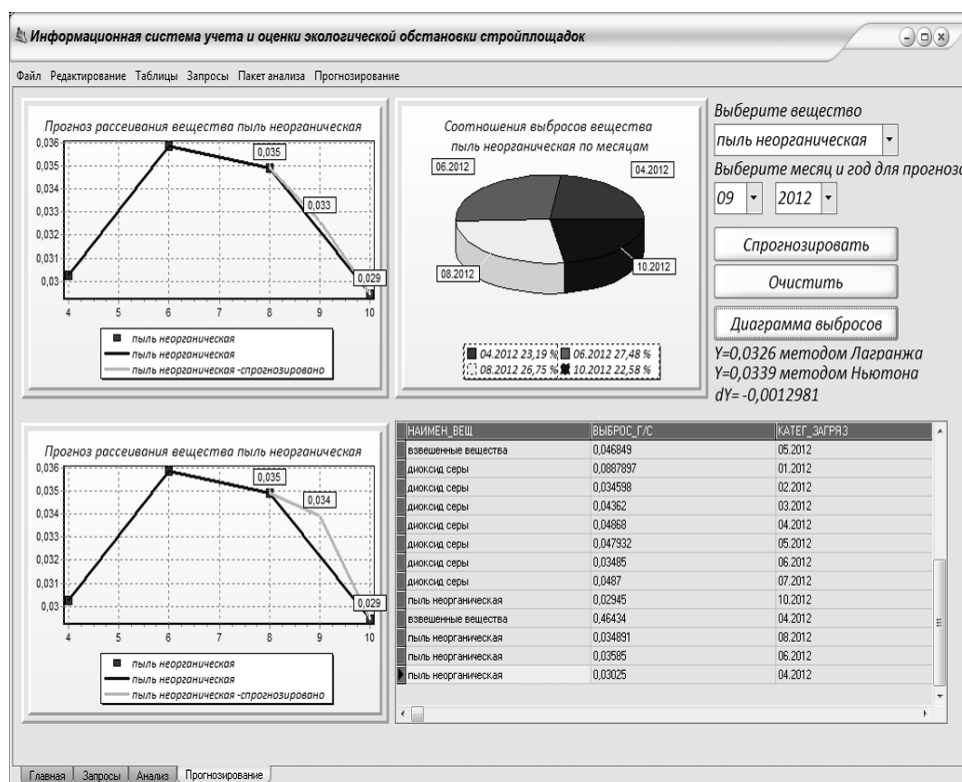 Информационная система учета и оценки экологической обстановки стройплощадок
Файл Редактирование Таблицы Запросы Пакет анализа Прогнозирование
Прогноз рассеивания вещества пыль неорганическая
0,036
0,035
0,034
0,033
0,032
0,031
0,03
4 5 6 7 8 9 10
0,035
0,033
0,029
пыль неорганическая
пыль неорганическая
пыль неорганическая -спрогнозировано
Соотношения выбросов вещества
пыль неорганическая по месяцам
06.2012
04.2012
08.2012
10.2012
04.2012 23,19 % 06.2012 27,48 %
08.2012 26,75 % 10.2012 22,58 %
Выберите вещество
пыль неорганическая
Выберите месяц и год для прогноза
09 2012
Спрогнозировать
Очистить
Диаграмма выбросов
Y=0,0326 методом Лагранжа
Y=0,0339 методом Ньютона
dY= -0,0012981
Прогноз рассеивания вещества пыль неорганическая
0,036
0,035
0,034
0,033
0,032
0,031
0,03
4 5 6 7 8 9 10
0,035
0,034
0,029
пыль неорганическая
пыль неорганическая
пыль неорганическая -спрогнозировано
НАИМЕН_ВЕЩ ВЫБРОС_Г/С КАТЕГ_ЗАГРЯЗ
взвешенные вещества 0,046849 05.2012
диоксид серы 0,0887897 01.2012
диоксид серы 0,034598 02.2012
диоксид серы 0,04362 03.2012
диоксид серы 0,04868 04.2012
диоксид серы 0,047932 05.2012
диоксид серы 0,03485 06.2012
диоксид серы 0,0487 07.2012
пыль неорганическая 0,02945 10.2012
взвешенные вещества 0,46434 04.2012
пыль неорганическая 0,034891 08.2012
пыль неорганическая 0,03585 06.2012
пыль неорганическая 0,03025 04.2012
Главная Запросы Анализ Прогнозирование